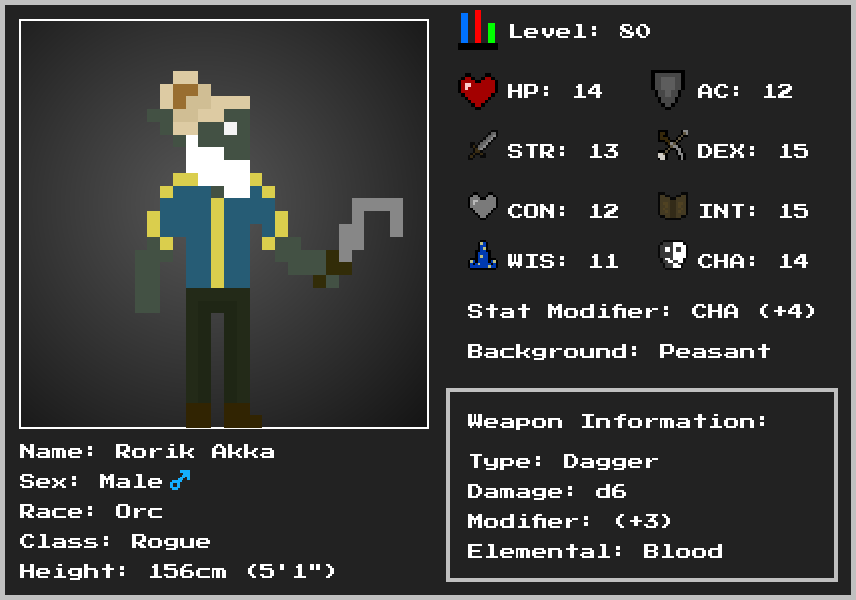 Level: 80
HP: 14
AC: 12
STR: 13
DEX: 15
CON: 12
INT: 15
WIS: 11
CHA: 14
Stat Modifier: CHA (+4)
Background: Peasant
Name: Rorik Akka
Sex: Male♂
Race: Orc
Class: Rogue
Height: 156cm (5'1")
Weapon Information:
Type: Dagger
Damage: d6
Modifier: (+3)
Elemental: Blood